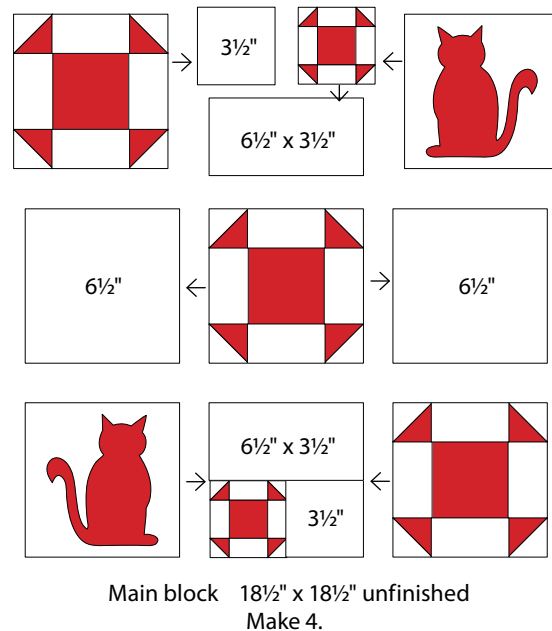 3½"
6½" x 3½"
6½"
6½"
6½" x 3½"
3½"
Main block 18½" x 18½" unfinished
Make 4.